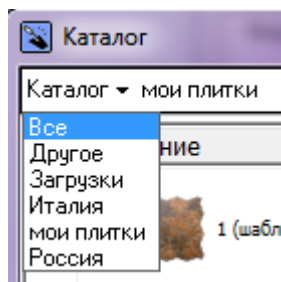 Каталог
Каталог мои плитки
Все
Другое
Загрузки
Италия
мои плитки
Россия
ние
1 (шабл